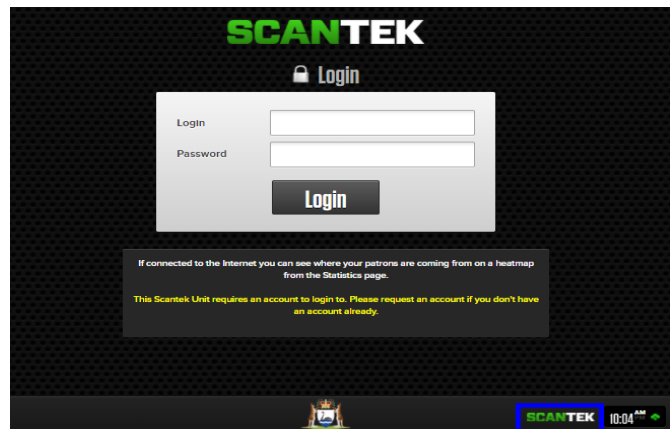 SCANTEK
Login
Login
Password
Login
If connected to the Internet you can see where your patrons are coming from on a heatmap
from the Statistics page.
This Scantek Unit requires an account to login to. Please request an account if you don't have
an account already.
SCANTEK 10:04 AM